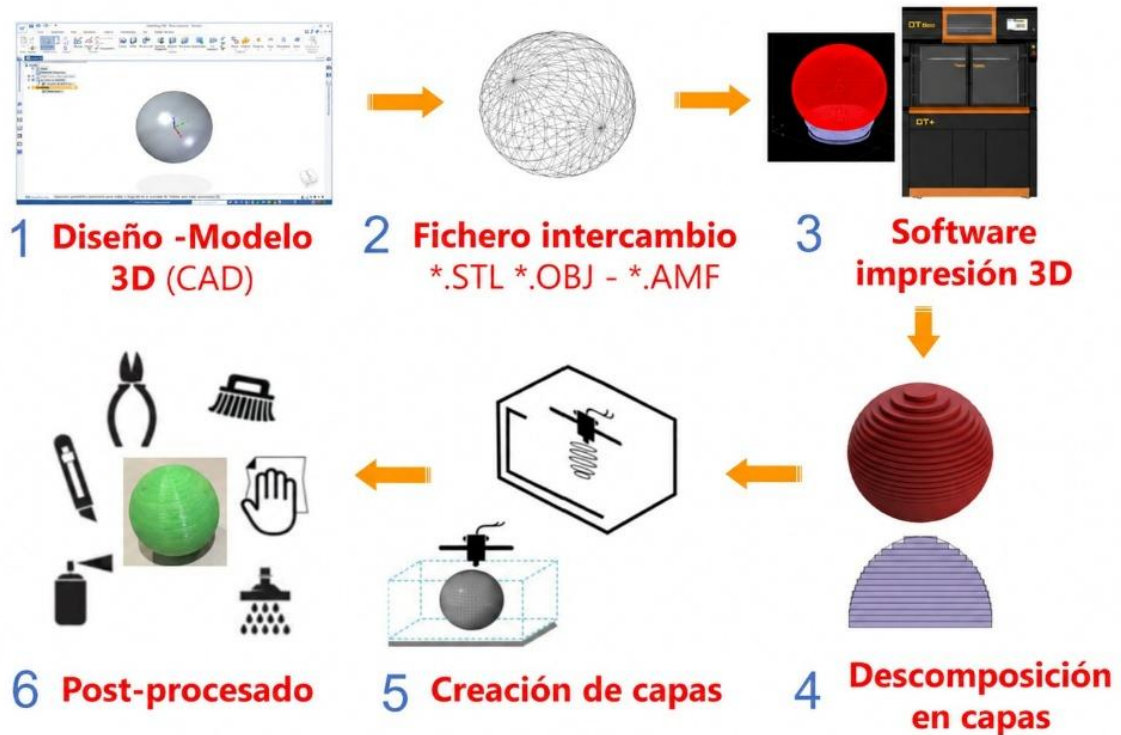 1 Diseño -Modelo
3D (CAD)
2 Fichero intercambio
*.STL *.OBJ - *.AMF
DT+
3 Software
impresión 3D
4 Descomposición
en capas
5 Creación de capas
6 Post-procesado